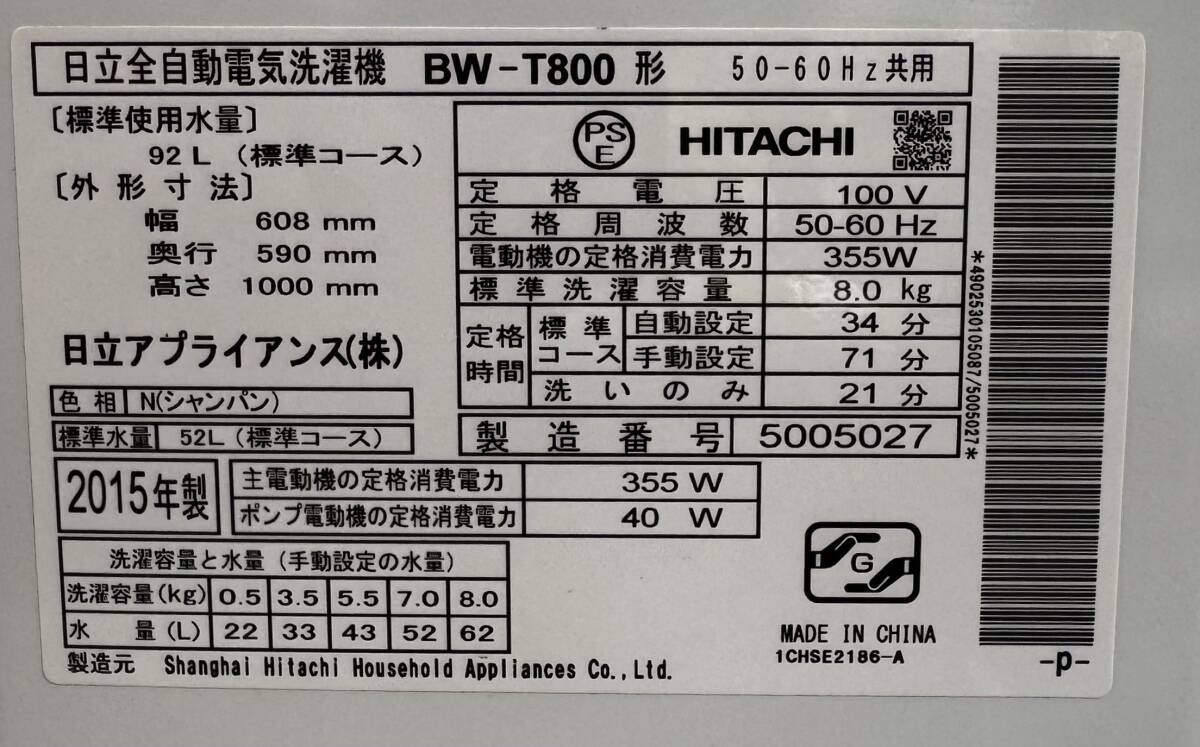 日立全自動電気洗濯機 BW-T800 形 50-60Hz共用
〔標準使用水量〕
92 L (標準コース)
〔外形寸法〕
幅 608 mm
奥行 590 mm
高さ 1000 mm
日立アプライアンス(株)
色相 N(シャンパン)
標準水量 52L (標準コース)
PS E HITACHI
定格電圧 100 V
定格周波数 50-60 Hz
電動機の定格消費電力 355W
標準洗濯容量 8.0 kg
定格時間 標準コース 自動設定 34 分
手動設定 71 分
洗いのみ 21 分
製造番号 5005027
*4902530105087/5005027*
2015年製
主電動機の定格消費電力 355 W
ポンプ電動機の定格消費電力 40 W
洗濯容量と水量 (手動設定の水量)
洗濯容量(kg) 0.5 3.5 5.5 7.0 8.0
水量(L) 22 33 43 52 62
製造元 Shanghai Hitachi Household Appliances Co.,Ltd.
G
MADE IN CHINA
1CHSE2186-A
-p-